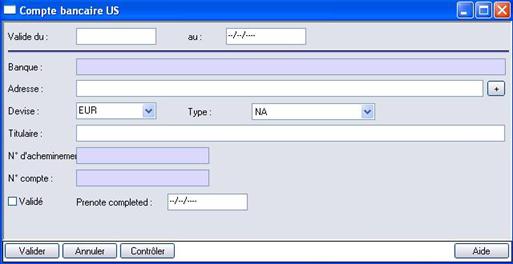 Compte bancaire US
Valide du : au : --/--/----
Banque :
Adresse : +
Devise : EUR Type : NA
Titulaire :
N° d'achemineme
N° compte :
Validé Prenote completed : --/--/----
Valider Annuler Contrôler Aide